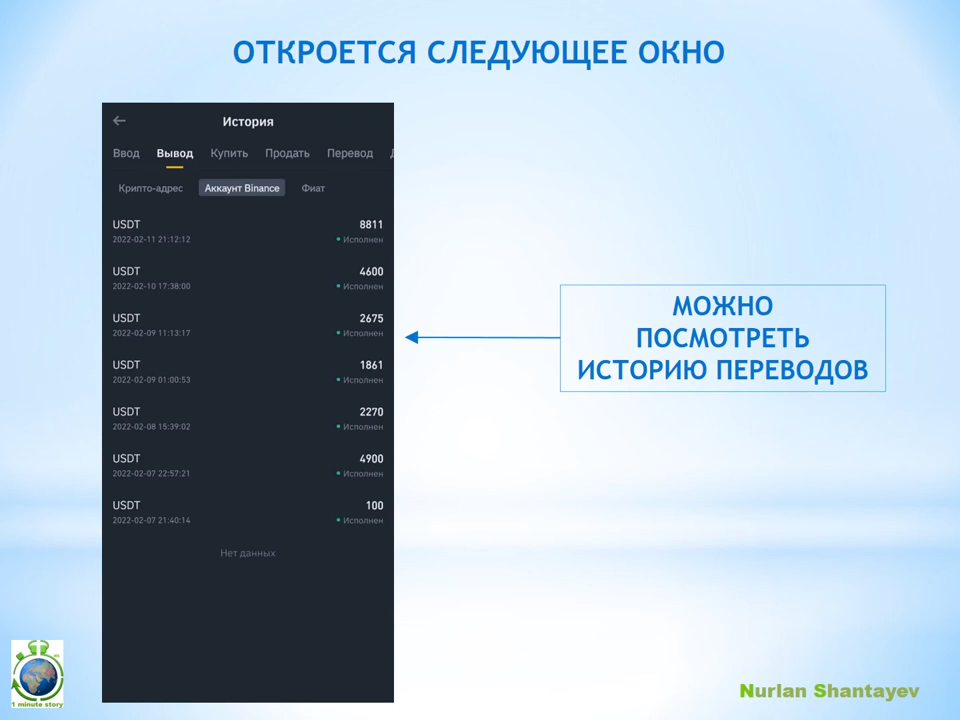 ОТКРОЕТСЯ СЛЕДУЮЩЕЕ ОКНО
История
Ввод Вывод Купить Продать Перевод
Крипто-адрес Аккаунт Binance Фиат
USDT 8811
2022-02-11 21:12:12 Исполнен
USDT 4600
2022-02-10 17:38:00 Исполнен
USDT 2675
2022-02-09 11:13:17 Исполнен
USDT 1861
2022-02-09 01:00:53 Исполнен
USDT 2270
2022-02-08 15:39:02 Исполнен
USDT 4900
2022-02-07 22:57:21 Исполнен
USDT 100
2022-02-07 21:40:14 Исполнен
Нет данных
МОЖНО
ПОСМОТРЕТЬ
ИСТОРИЮ ПЕРЕВОДОВ
1 minute story
Nurlan Shantayev